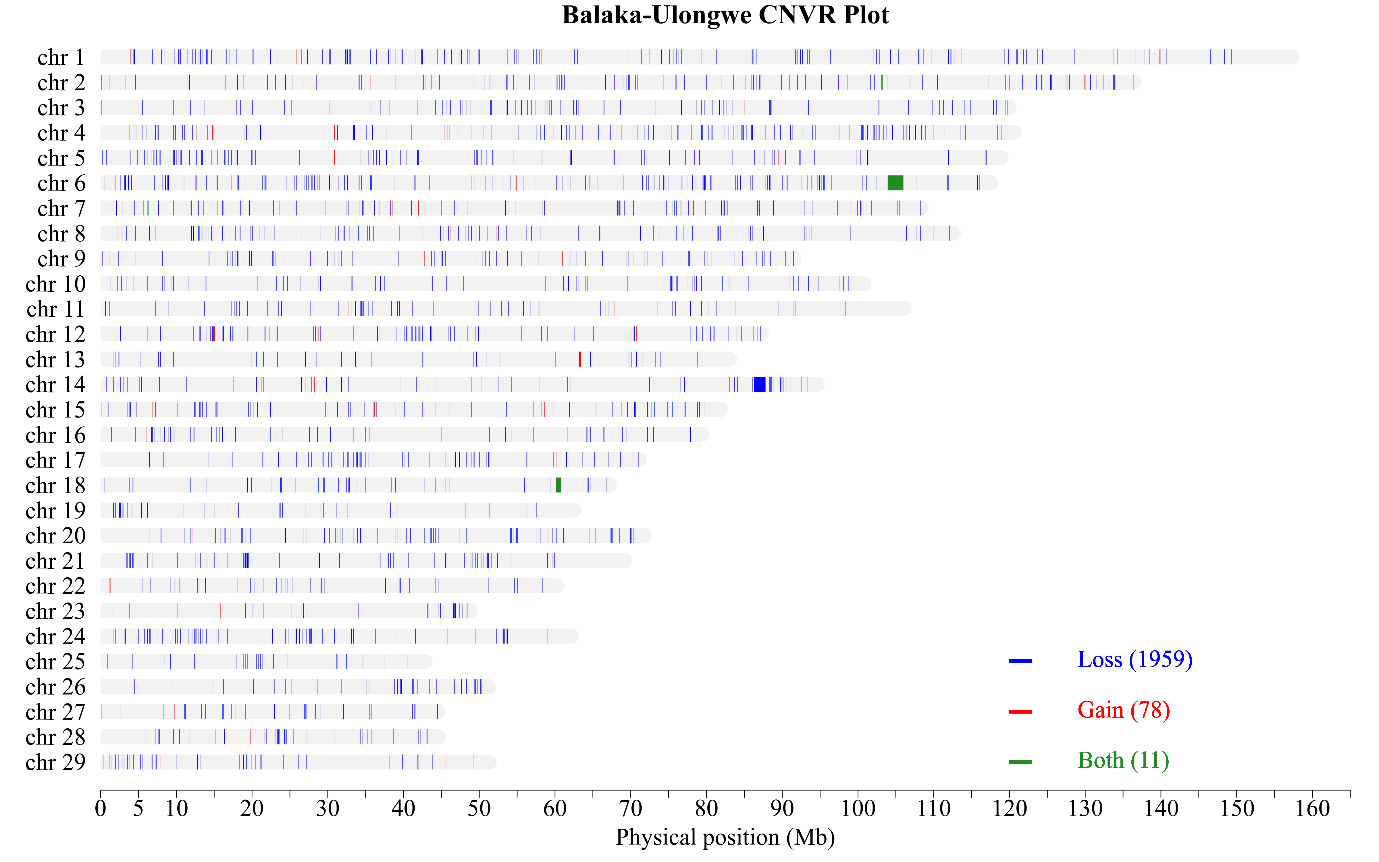 Balaka-Ulongwe CNVR Plot
chr 1
chr 2
chr 3
chr 4
chr 5
chr 6
chr 7
chr 8
chr 9
chr 10
chr 11
chr 12
chr 13
chr 14
chr 15
chr 16
chr 17
chr 18
chr 19
chr 20
chr 21
chr 22
chr 23
chr 24
chr 25
chr 26
chr 27
chr 28
chr 29
Loss (1959)
Gain (78)
Both (11)
0 5 10 20 30 40 50 60 70 80 90 100 110 120 130 140 150 160
Physical position (Mb)